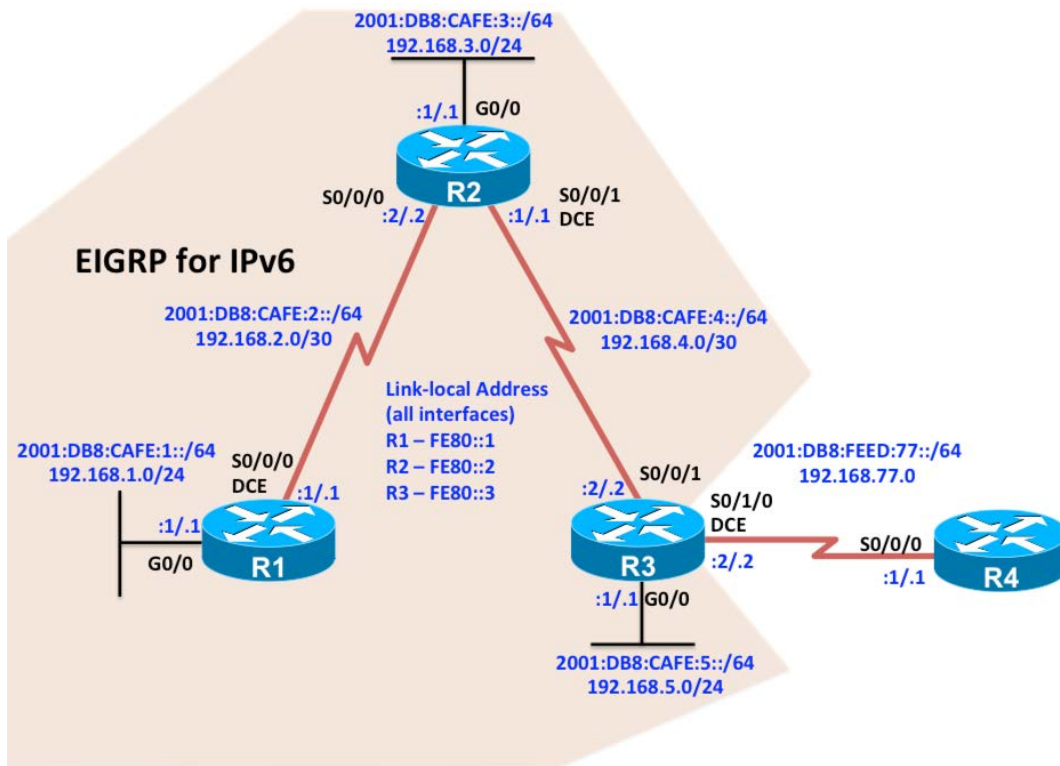 2001:DB8:CAFE:3::/64
192.168.3.0/24
:1/.1
G0/0
R2
S0/0/0
:2/.2
:1/.1
S0/0/1
DCE
EIGRP for IPv6
2001:DB8:CAFE:2::/64
192.168.2.0/30
2001:DB8:CAFE:4::/64
192.168.4.0/30
Link-local Address
(all interfaces)
R1 – FE80::1
R2 – FE80::2
R3 – FE80::3
2001:DB8:CAFE:1::/64
192.168.1.0/24
S0/0/0
DCE
:1/.1
:1/.1
G0/0
R1
2001:DB8:FEED:77::/64
192.168.77.0
S0/0/1
:2/.2
S0/1/0
DCE
:2/.2
R3
:1/.1
G0/0
S0/0/0
:1/.1
R4
2001:DB8:CAFE:5::/64
192.168.5.0/24